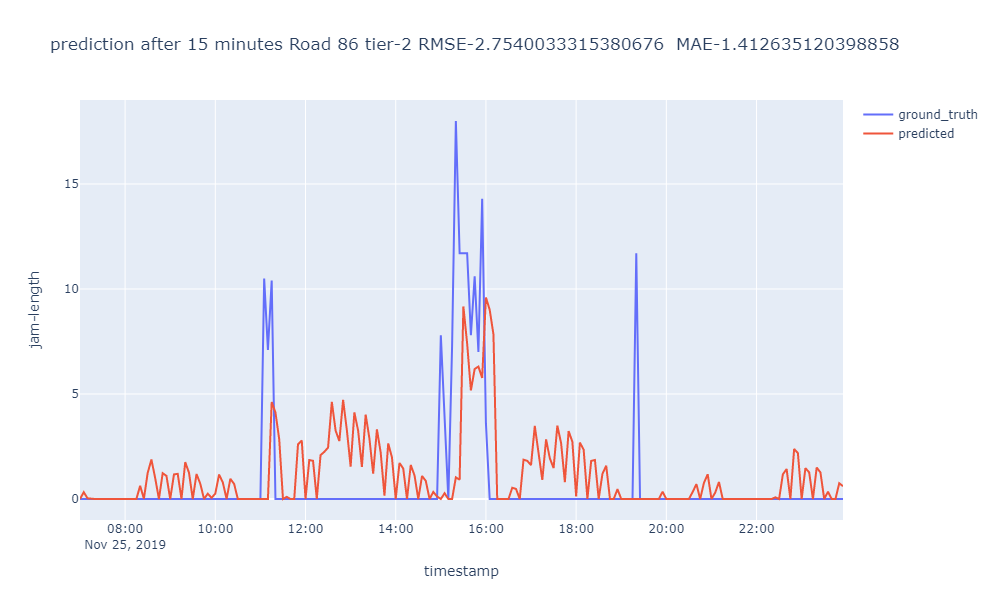 prediction after 15 minutes Road 86 tier-2 RMSE-2.7540033315380676  MAE-1.412635120398858
ground_truth
predicted
15
10
5
0
jam-length
08:00 10:00 12:00 14:00 16:00 18:00 20:00 22:00
Nov 25, 2019
timestamp